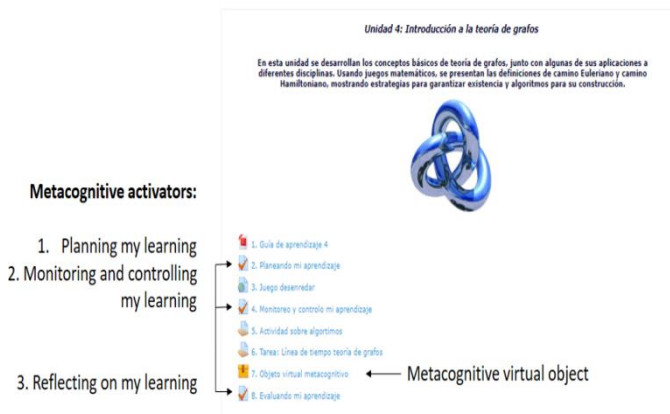 Unidad 4: Introducción a la teoría de grafos
En esta unidad se desarrollan los conceptos básicos de teoría de grafos, junto con algunas de sus aplicaciones a
diferentes disciplinas. Usando juegos matemáticos, se presentan las definiciones de camino Euleriano y camino
Hamiltoniano, mostrando estrategias para garantizar existencia y algoritmos para su construcción.
Metacognitive activators:
1. Planning my learning
2. Monitoring and controlling
my learning
3. Reflecting on my learning
1. Guía de aprendizaje 4
2. Planeando mi aprendizaje
3. Juego desenredar
4. Monitoreo y controlo mi aprendizaje
5. Actividad sobre algortimos
6. Tarea: Línea de tiempo teoría de grafos
7. Objeto virtual metacognitivo
8. Evaluando mi aprendizaje
Metacognitive virtual object